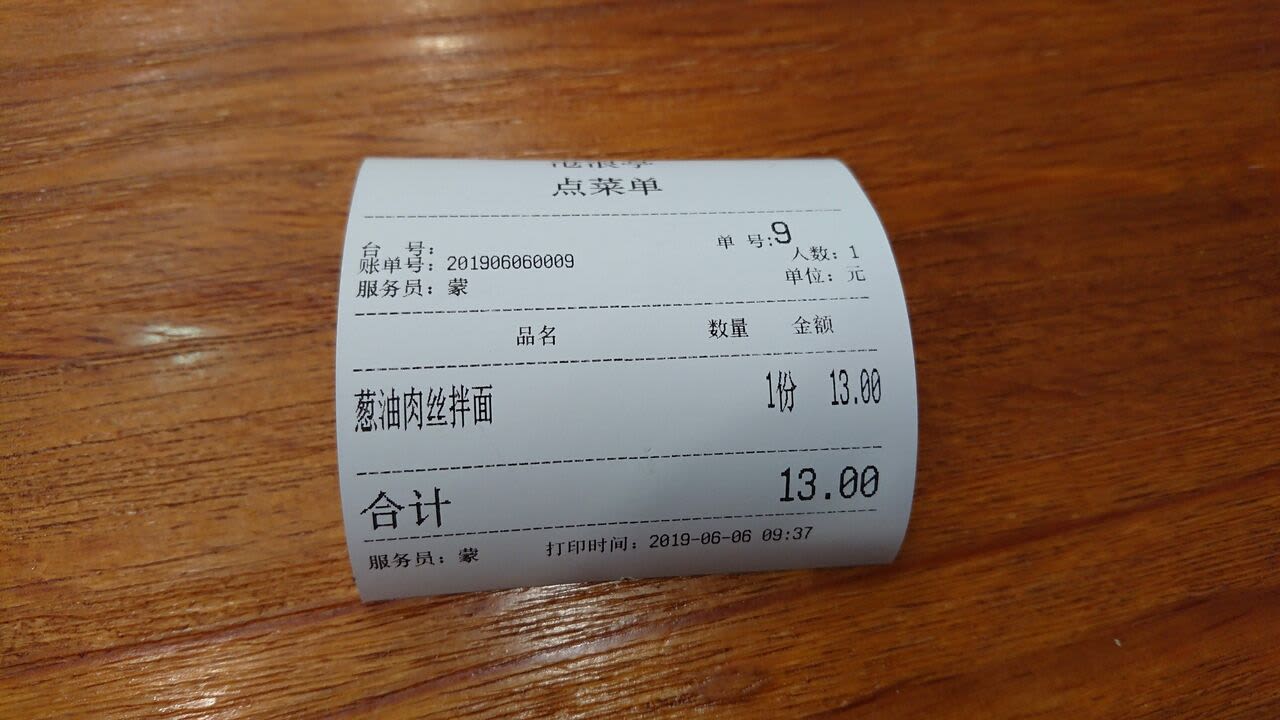 点菜单
单 号:9
台 号:
人数: 1
账单号: 201906060009
单位: 元
服务员: 蒙
品名 数量 金额
葱油肉丝拌面 1份 13.00
合计 13.00
服务员: 蒙 打印时间: 2019-06-06 09:37